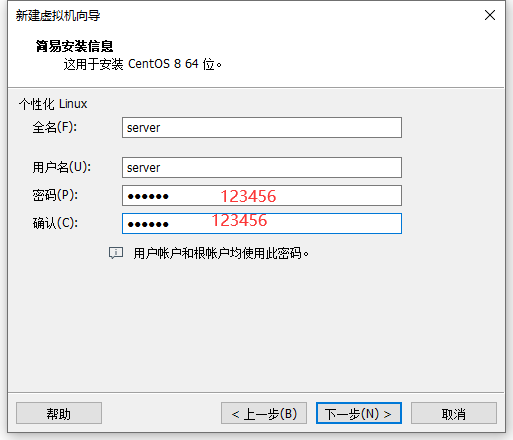 新建虚拟机向导
简易安装信息
这用于安装 CentOS 8 64 位。
个性化 Linux
全名(F): server
用户名(U): server
密码(P): ●●●●●● 123456
确认(C): ●●●●●● 123456
用户帐户和根帐户均使用此密码。
帮助 < 上一步(B) 下一步(N) > 取消